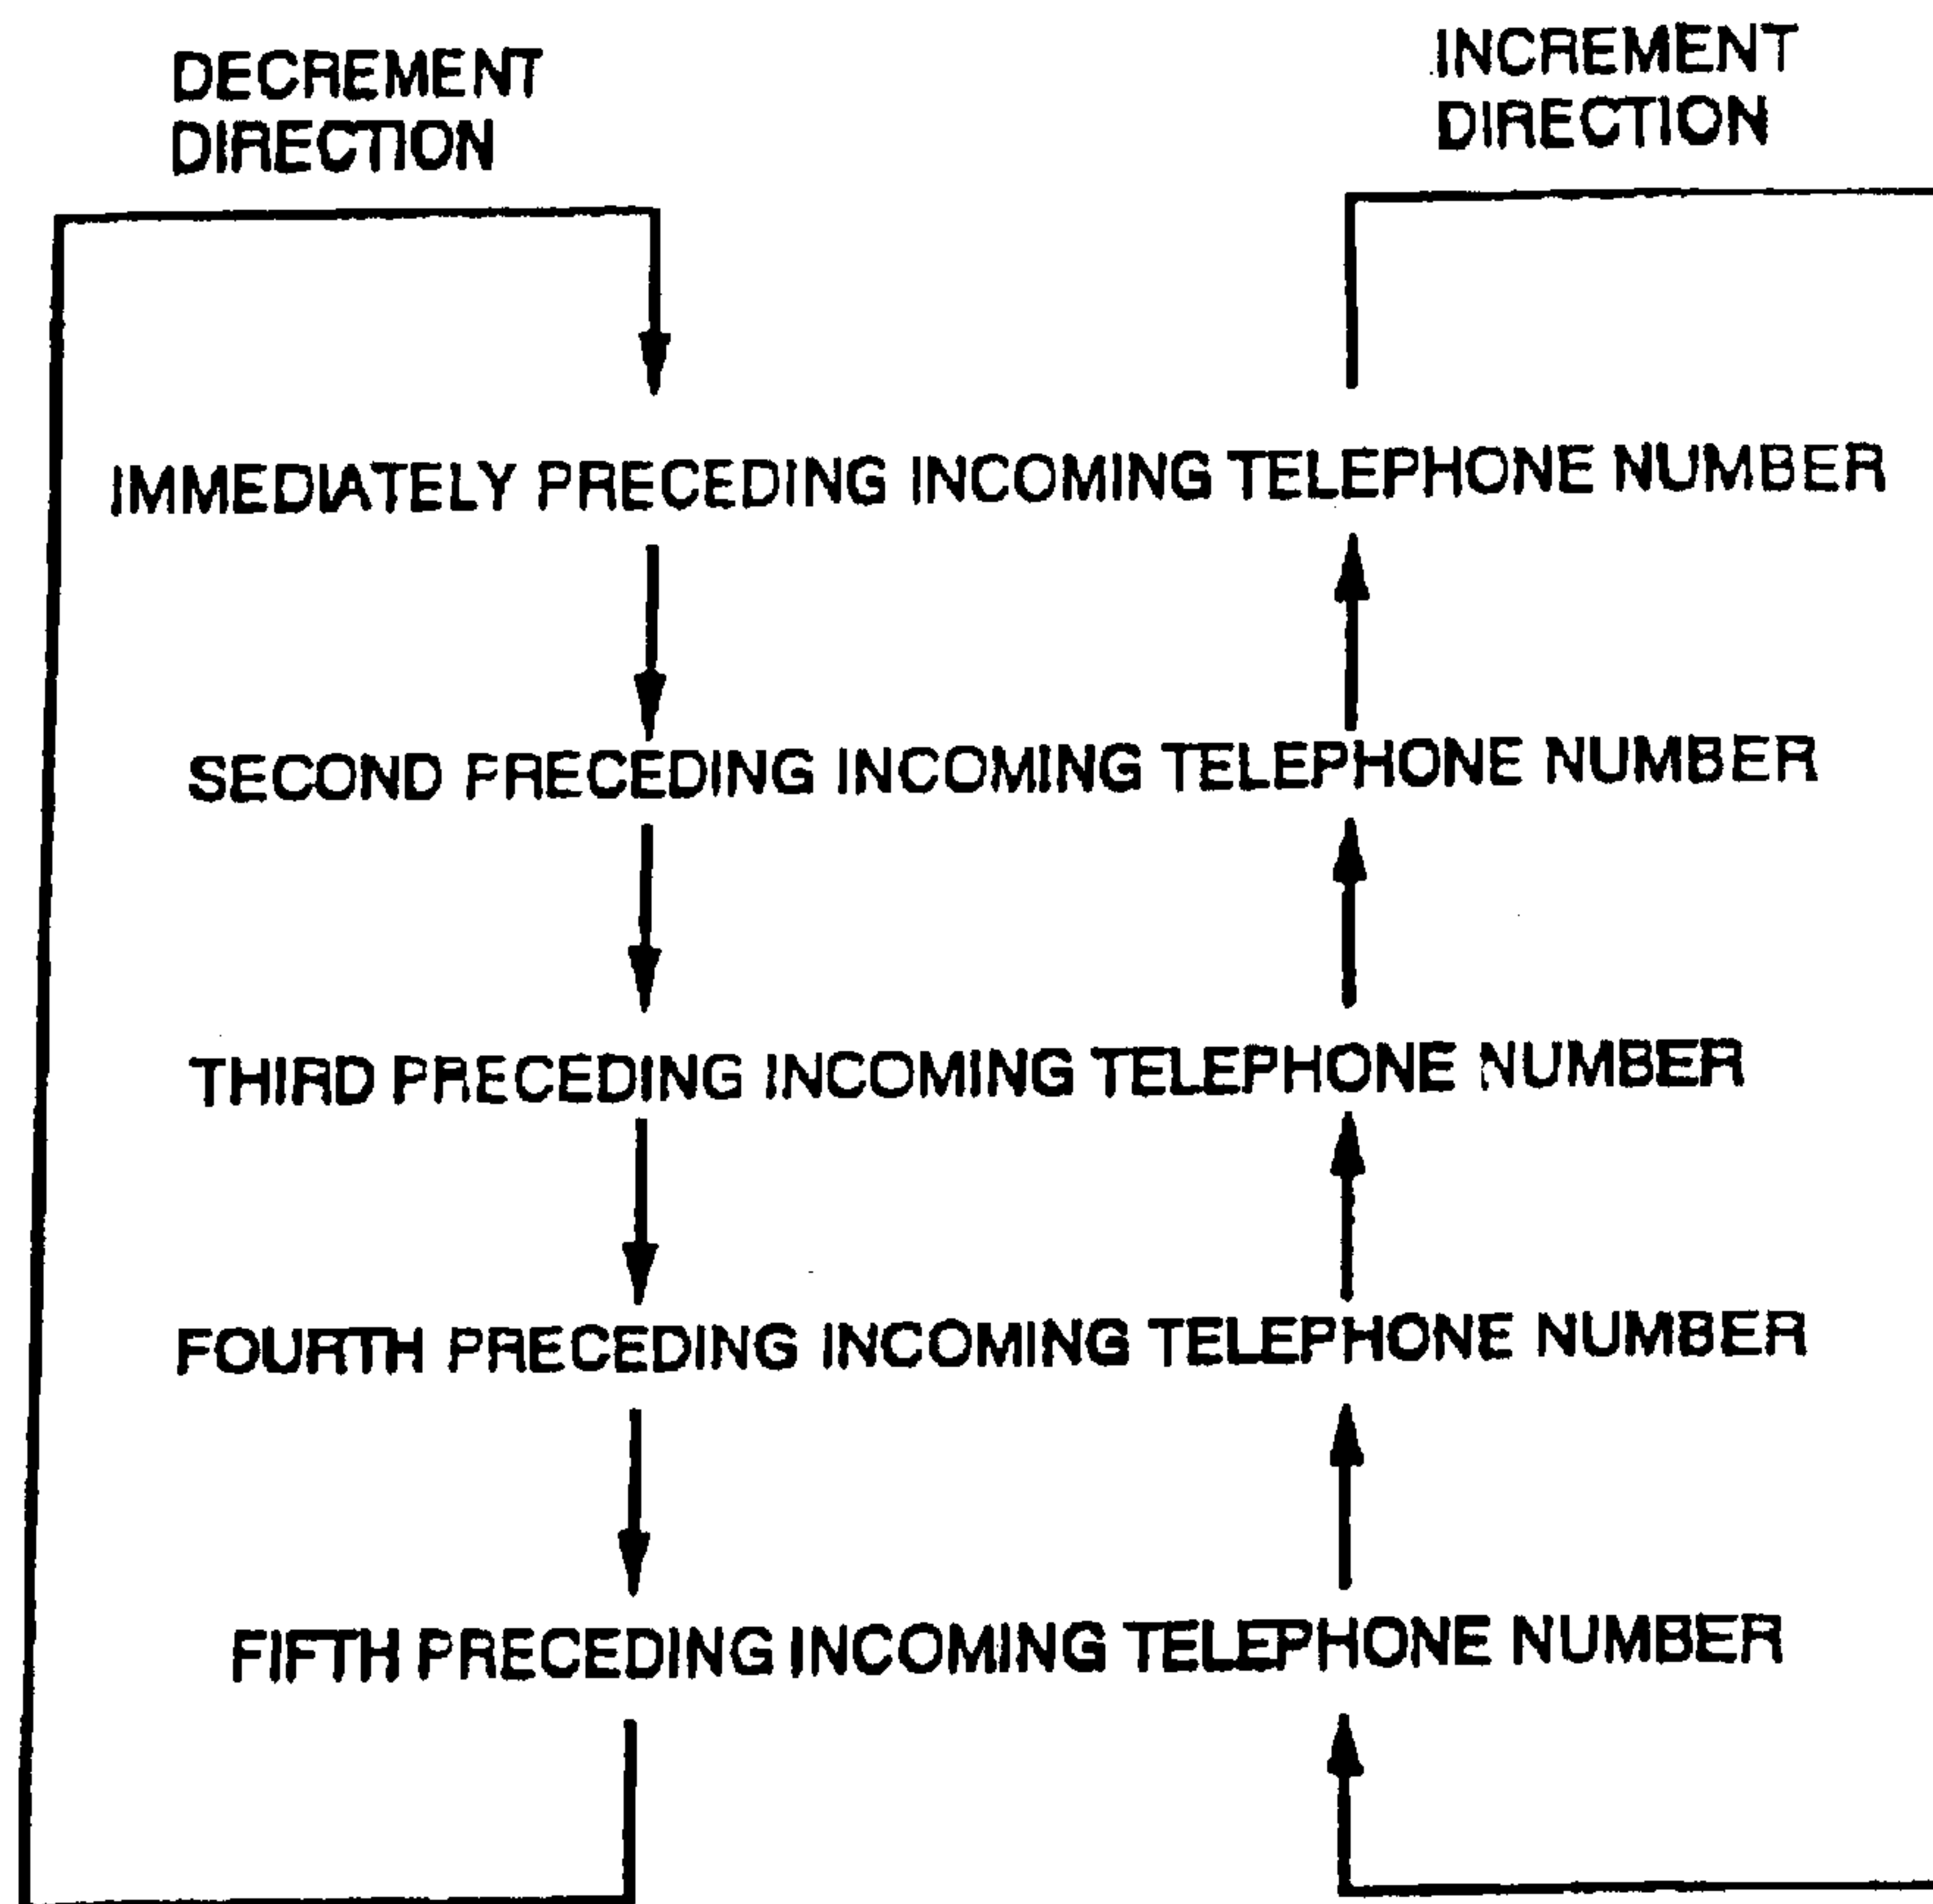 DECREMENT
DIRECTION
INCREMENT
DIRECTION
IMMEDIATELY PRECEDING INCOMING TELEPHONE NUMBER
SECOND PRECEDING INCOMING TELEPHONE NUMBER
THIRD PRECEDING INCOMING TELEPHONE NUMBER
FOURTH PRECEDING INCOMING TELEPHONE NUMBER
FIFTH PRECEDING INCOMING TELEPHONE NUMBER